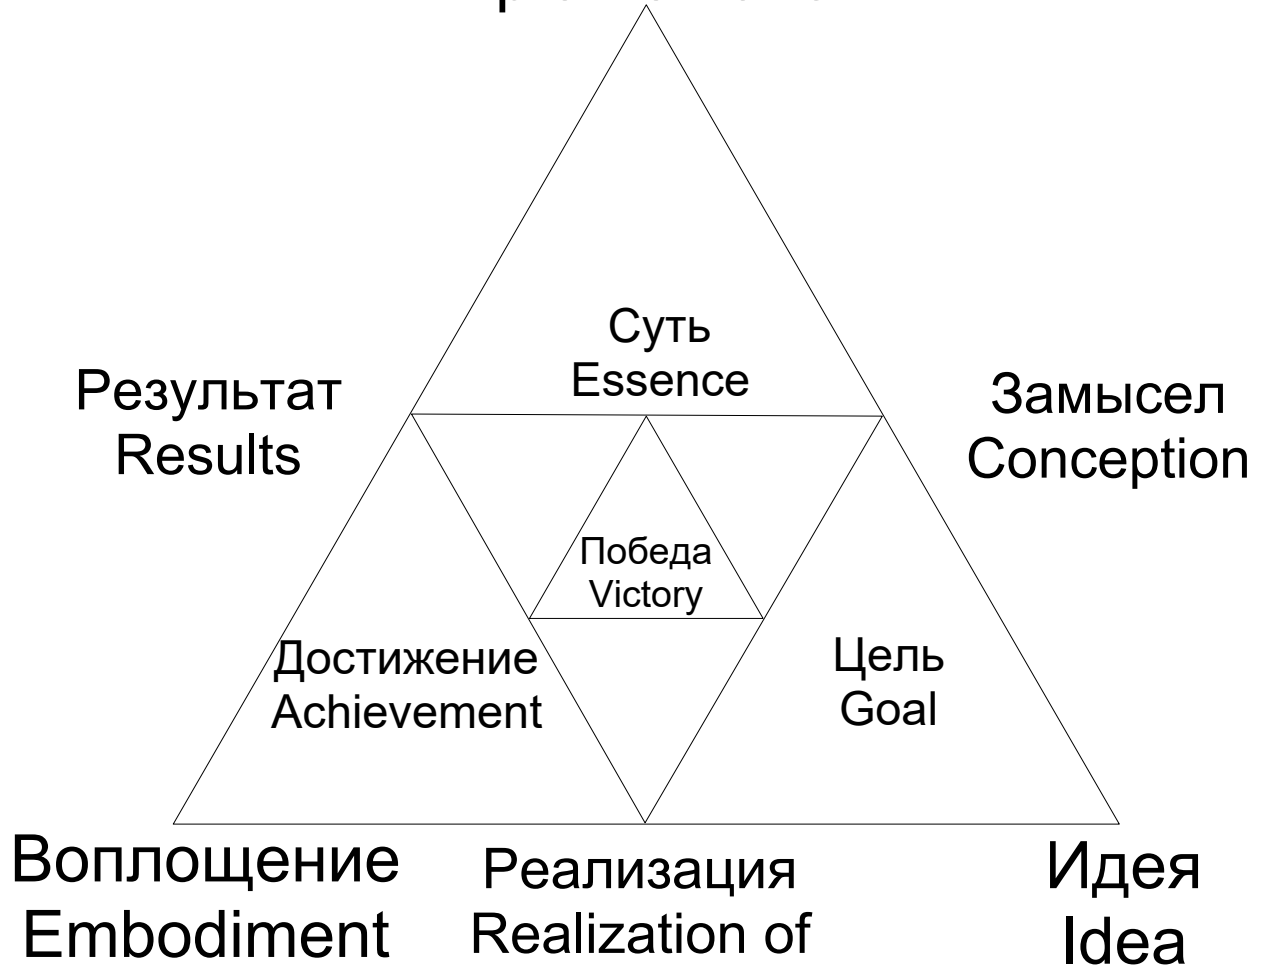 Суть
Essence
Результат
Results
Замысел
Conception
Победа
Victory
Достижение
Achievement
Цель
Goal
Воплощение
Embodiment
Реализация
Realization of
Идея
Idea